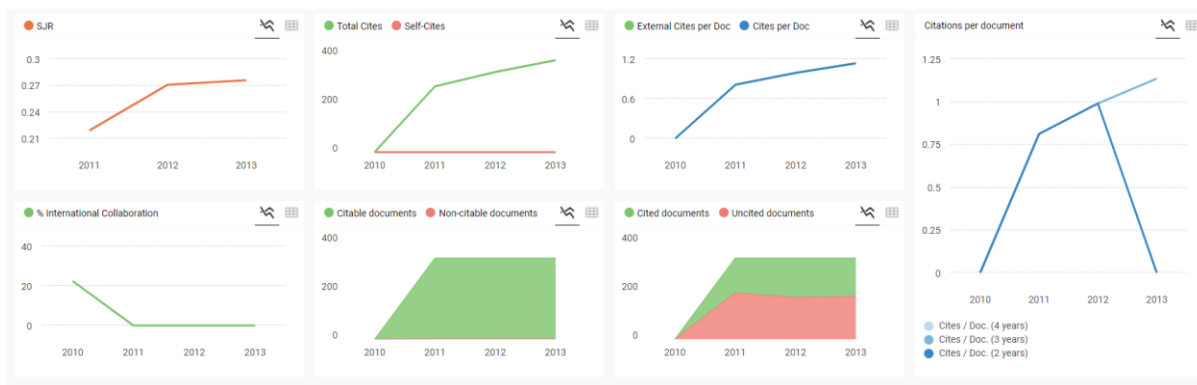 SJR
0.3
0.27
0.24
0.21
2011 2012 2013
Total Cites Self-Cites
400
200
0
2010 2011 2012 2013
External Cites per Doc Cites per Doc
1.2
0.6
0
2010 2011 2012 2013
Citations per document
1.25
1
0.75
0.5
0.25
0
2010 2011 2012 2013
Cites / Doc. (4 years)
Cites / Doc. (3 years)
Cites / Doc. (2 years)
% International Collaboration
40
20
0
2010 2011 2012 2013
Citable documents Non-citable documents
400
200
0
2010 2011 2012 2013
Cited documents Uncited documents
400
200
0
2010 2011 2012 2013